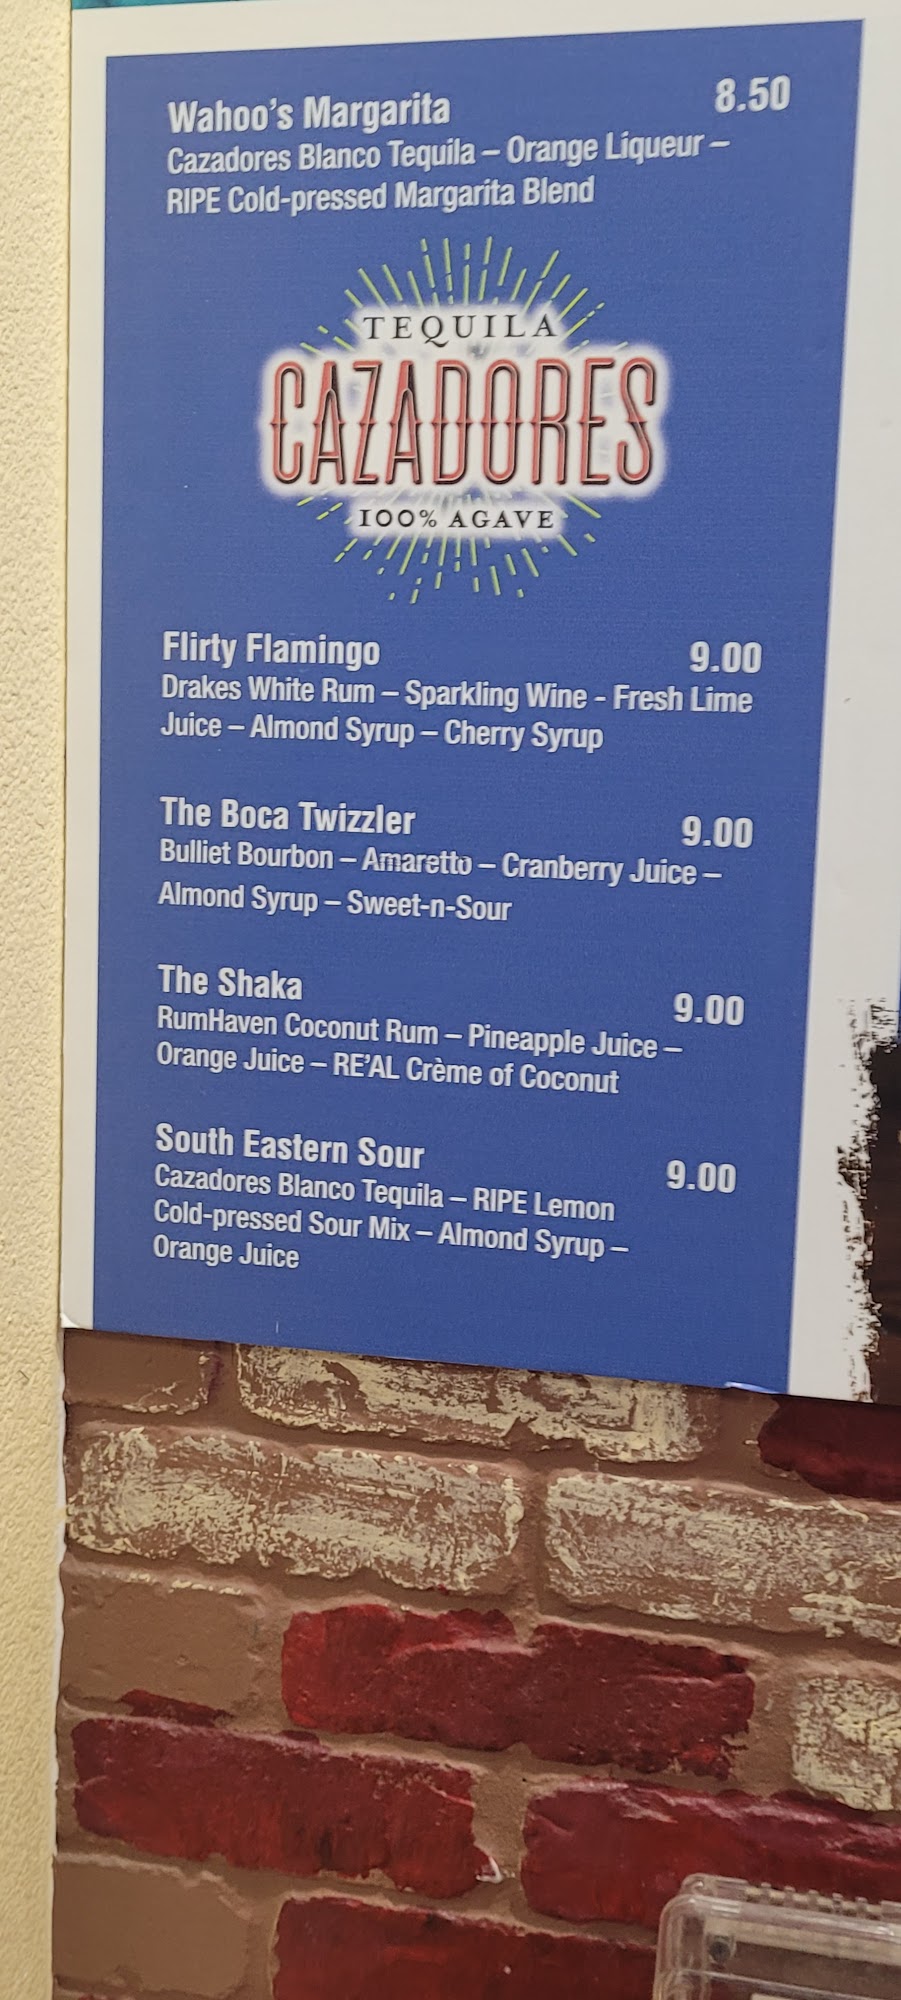 Wahoo's Margarita 8.50
Cazadores Blanco Tequila – Orange Liqueur –
RIPE Cold-pressed Margarita Blend
TEQUILA
CAZADORES
100% AGAVE
Flirty Flamingo 9.00
Drakes White Rum – Sparkling Wine - Fresh Lime
Juice – Almond Syrup – Cherry Syrup
The Boca Twizzler 9.00
Bulliet Bourbon – Amaretto – Cranberry Juice –
Almond Syrup – Sweet-n-Sour
The Shaka 9.00
RumHaven Coconut Rum – Pineapple Juice –
Orange Juice – RE'AL Crème of Coconut
South Eastern Sour 9.00
Cazadores Blanco Tequila – RIPE Lemon
Cold-pressed Sour Mix – Almond Syrup –
Orange Juice